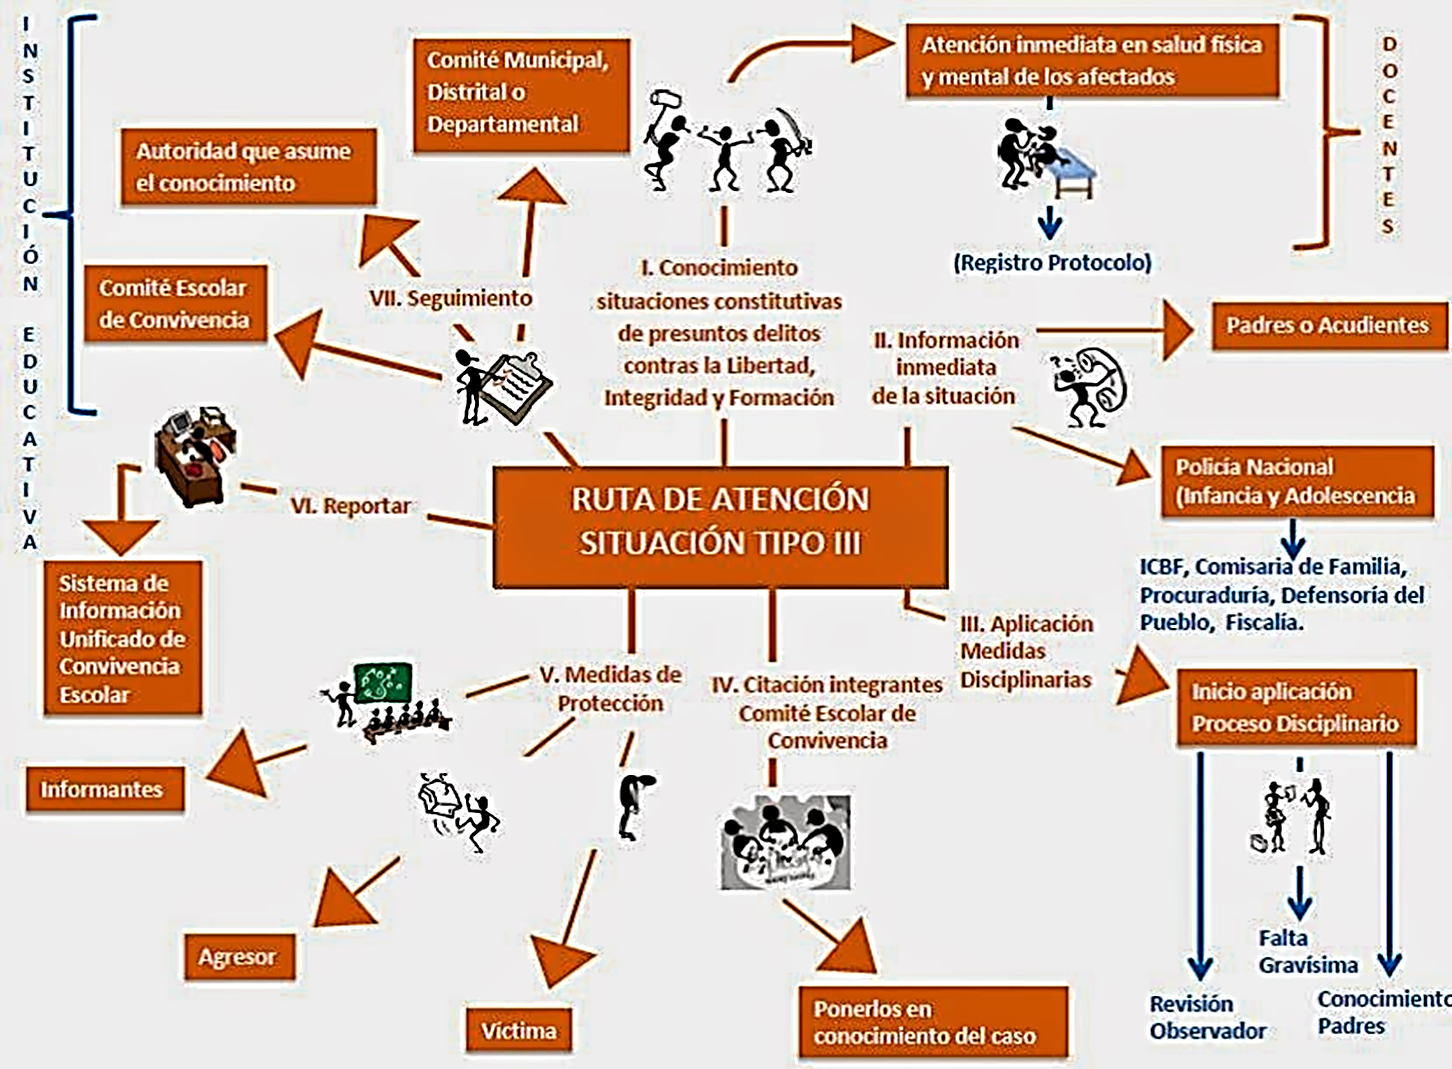 INSTITUCIÓN EDUCATIVA
Comité Municipal,
Distrital o
Departamental
Autoridad que asume
el conocimiento
Comité Escolar
de Convivencia
VII. Seguimiento
Atención inmediata en salud física
y mental de los afectados
(Registro Protocolo)
DOCENTES
I. Conocimiento
situaciones constitutivas
de presuntos delitos
contras la Libertad,
Integridad y Formación
II. Información
inmediata
de la situación
Padres o Acudientes
Policía Nacional
(Infancia y Adolescencia
ICBF, Comisaria de Familia,
Procuraduría, Defensoría del
Pueblo, Fiscalía.
RUTA DE ATENCIÓN
SITUACIÓN TIPO III
VI. Reportar
Sistema de
Información
Unificado de
Convivencia
Escolar
III. Aplicación
Medidas
Disciplinarias
Inicio aplicación
Proceso Disciplinario
Falta
Gravísima
Revisión
Observador
Conocimiento
Padres
IV. Citación integrantes
Comité Escolar de
Convivencia
Ponerlos en
conocimiento del caso
V. Medidas de
Protección
Informantes
Agresor
Víctima